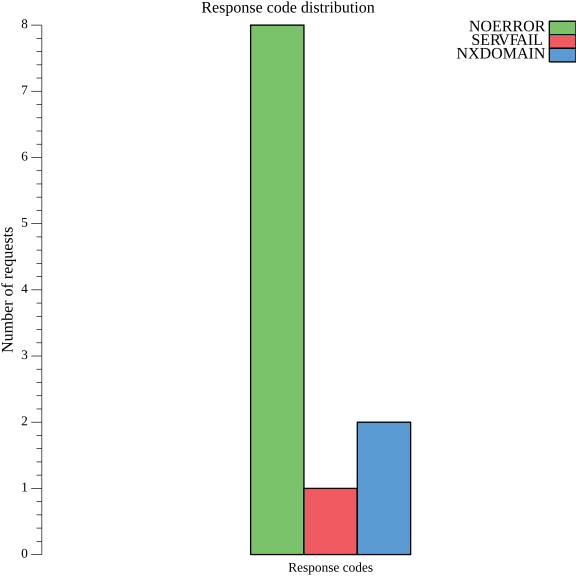 Response code distribution
NOERROR
SERVFAIL
NXDOMAIN
8
7
6
5
4
3
2
1
0
Number of requests
Response codes